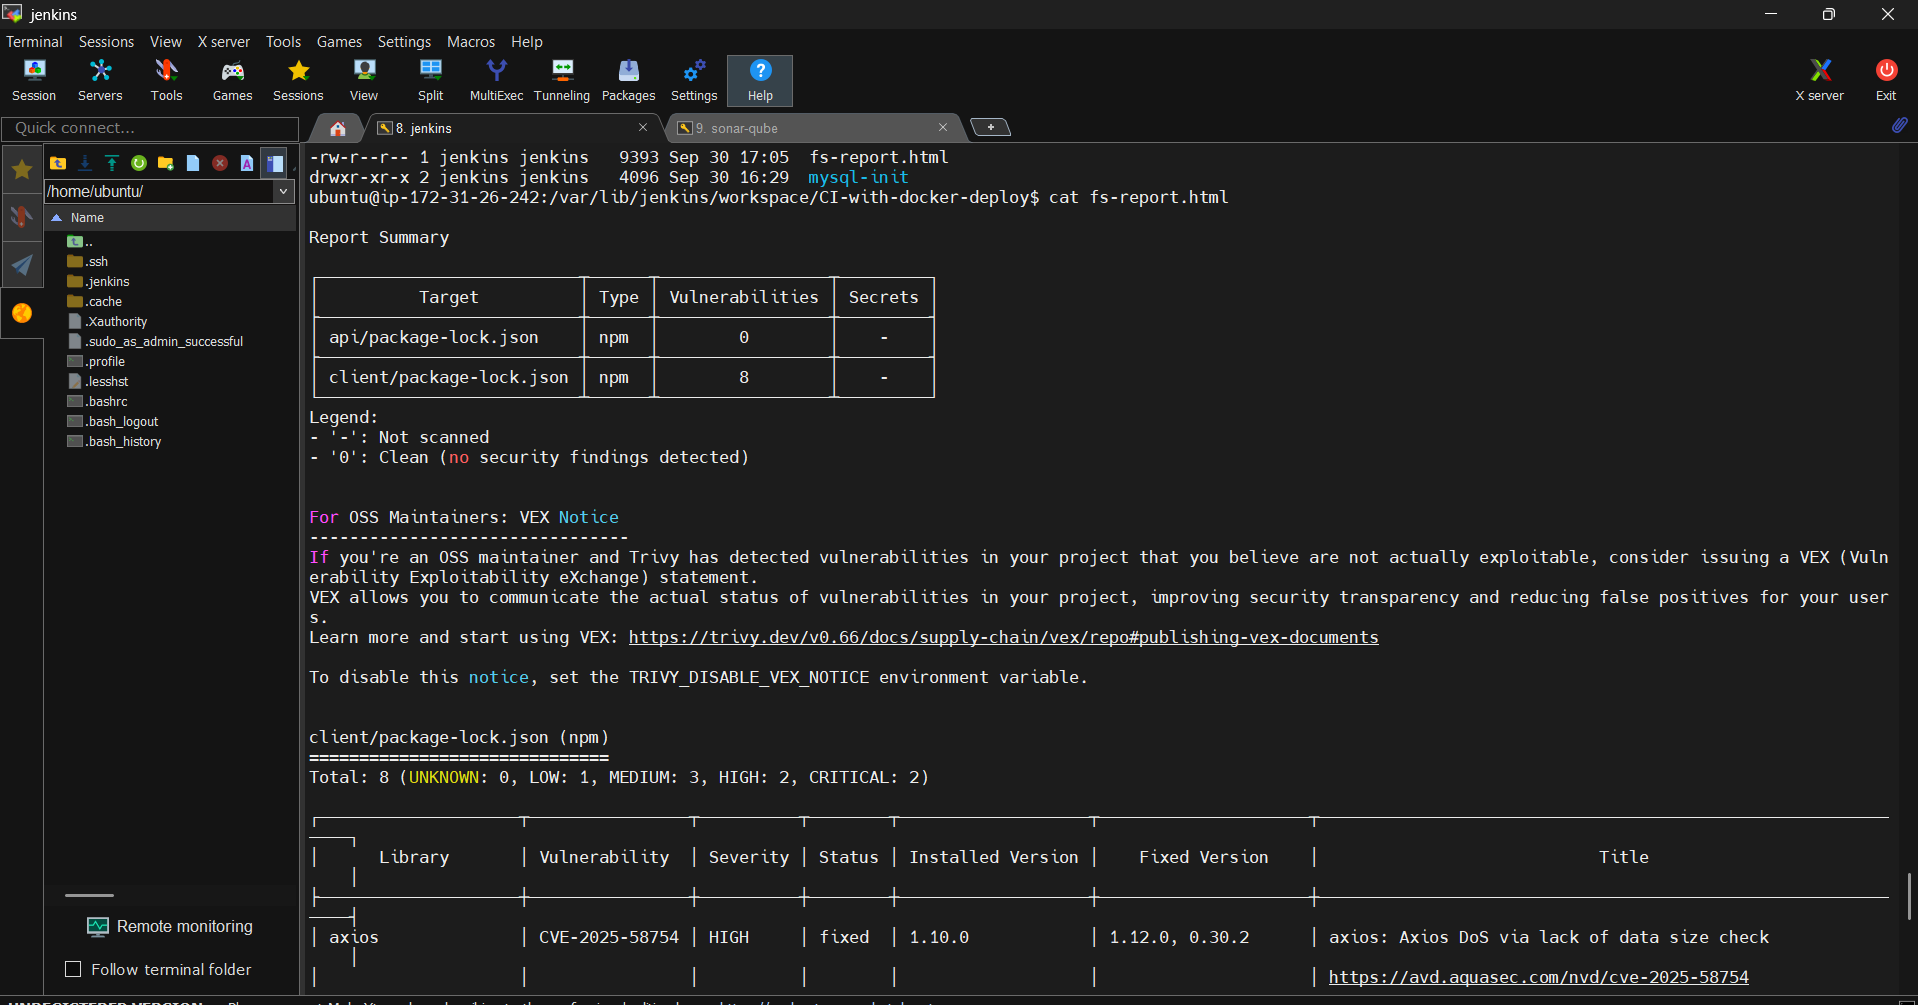 jenkins
Terminal Sessions View X server Tools Games Settings Macros Help
Session Servers Tools Games Sessions View Split MultiExec Tunneling Packages Settings Help X server Exit
Quick connect...
8. jenkins
9. sonar-qube
/home/ubuntu/
Name
..
.ssh
.jenkins
.cache
.Xauthority
.sudo_as_admin_successful
.profile
.lesshst
.bashrc
.bash_logout
.bash_history
Remote monitoring
Follow terminal folder
-rw-r--r-- 1 jenkins jenkins 9393 Sep 30 17:05 fs-report.html
drwxr-xr-x 2 jenkins jenkins 4096 Sep 30 16:29 mysql-init
ubuntu@ip-172-31-26-242:/var/lib/jenkins/workspace/CI-with-docker-deploy$ cat fs-report.html
Report Summary
Target Type Vulnerabilities Secrets
api/package-lock.json npm 0 -
client/package-lock.json npm 8 -
Legend:
- '-': Not scanned
- '0': Clean (no security findings detected)
For OSS Maintainers: VEX Notice
--------------------------------
If you're an OSS maintainer and Trivy has detected vulnerabilities in your project that you believe are not actually exploitable, consider issuing a VEX (Vuln
erability Exploitability eXchange) statement.
VEX allows you to communicate the actual status of vulnerabilities in your project, improving security transparency and reducing false positives for your user
s.
Learn more and start using VEX: https://trivy.dev/v0.66/docs/supply-chain/vex/repo#publishing-vex-documents
To disable this notice, set the TRIVY_DISABLE_VEX_NOTICE environment variable.
client/package-lock.json (npm)
==============================
Total: 8 (UNKNOWN: 0, LOW: 1, MEDIUM: 3, HIGH: 2, CRITICAL: 2)
Library Vulnerability Severity Status Installed Version Fixed Version Title
axios CVE-2025-58754 HIGH fixed 1.10.0 1.12.0, 0.30.2 axios: Axios DoS via lack of data size check
https://avd.aquasec.com/nvd/cve-2025-58754